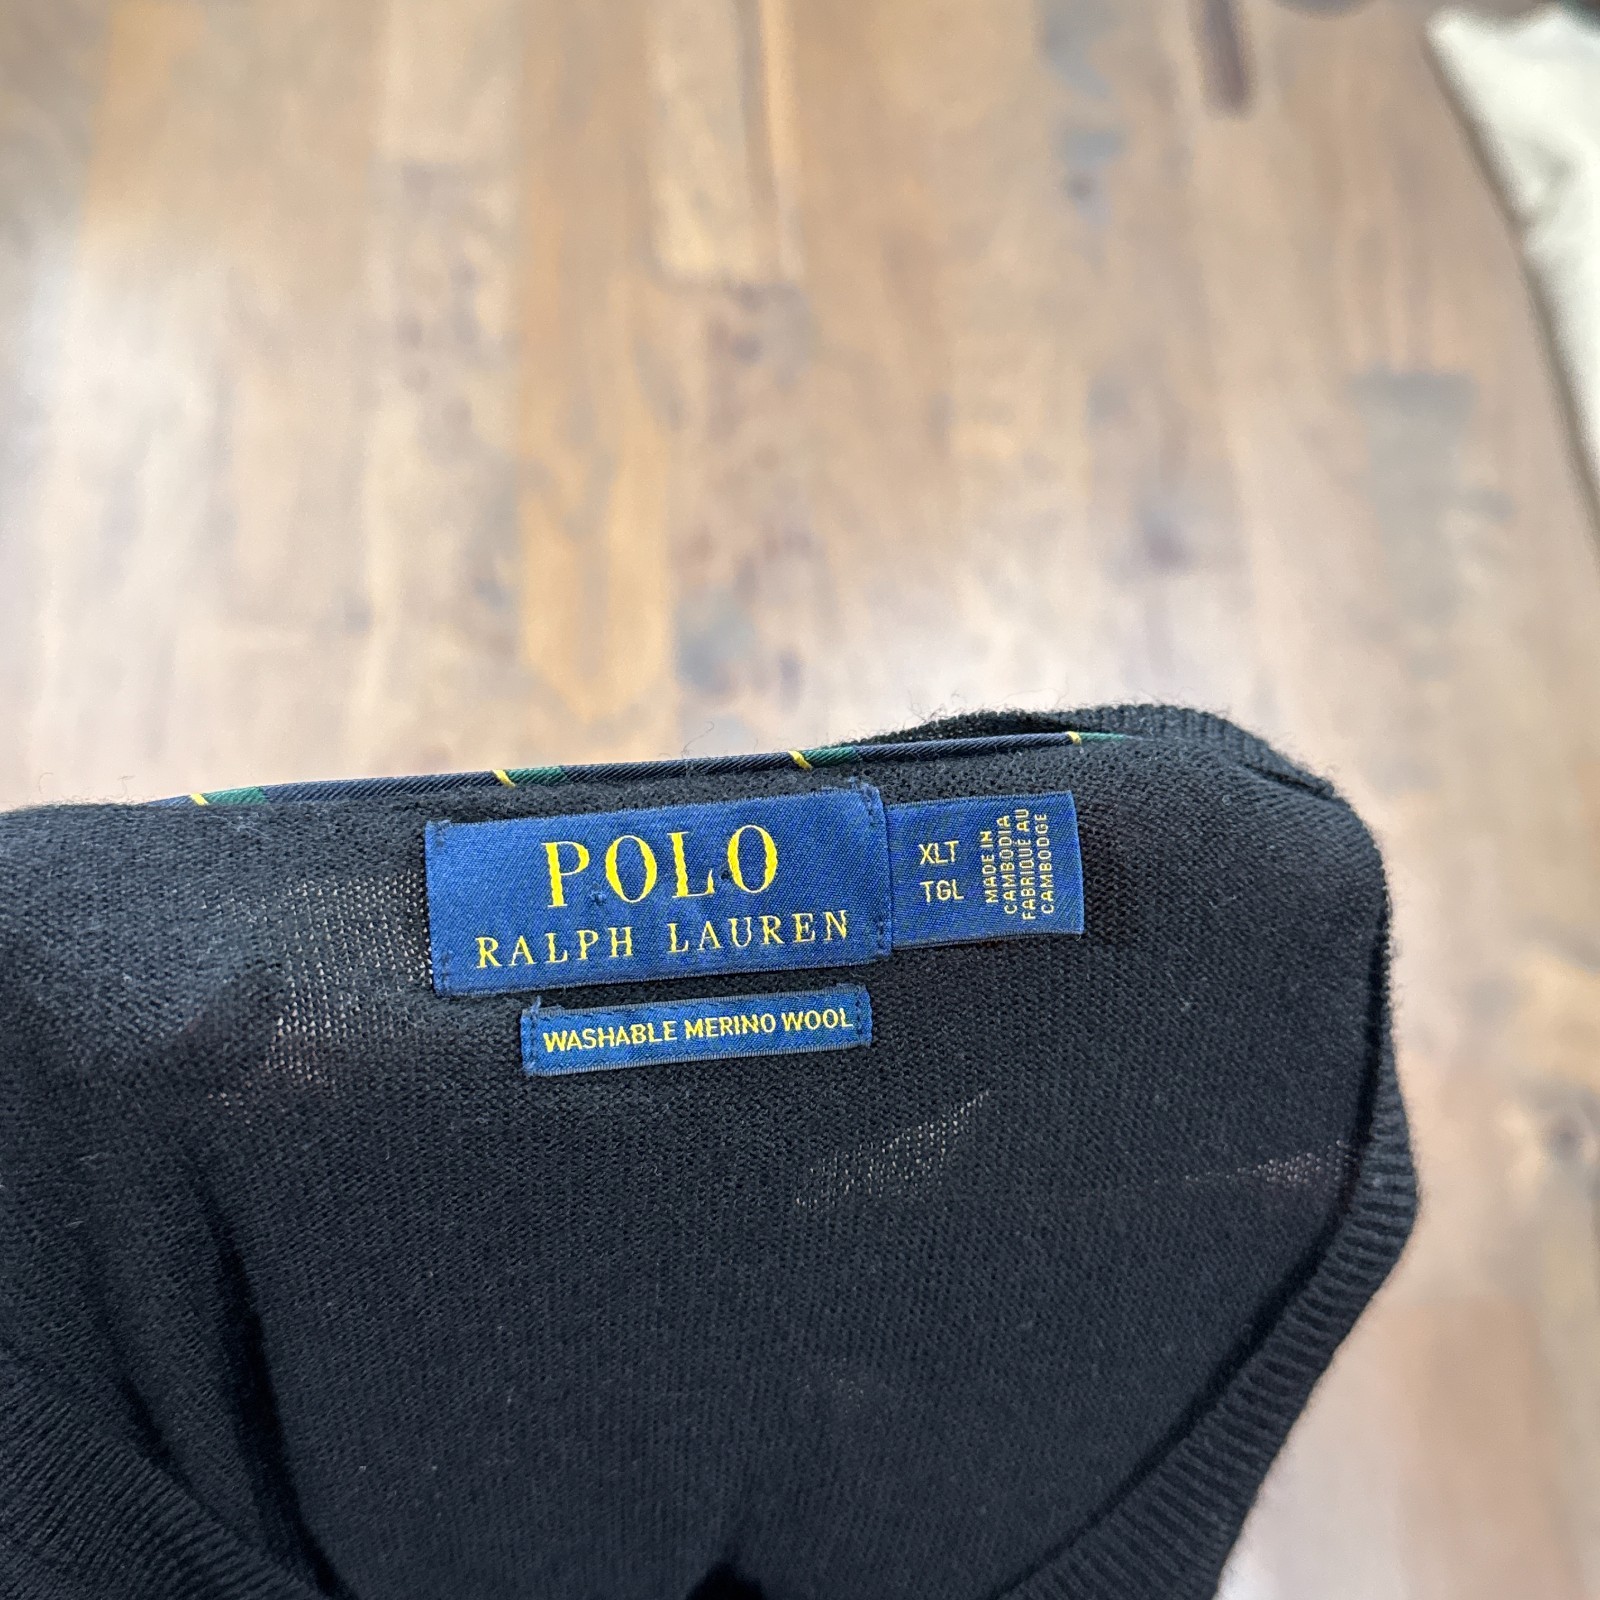 POLO
RALPH LAUREN
XLT
TGL
MADE IN
CAMBODIA
FABRIQUÉ AU
CAMBODGE
WASHABLE MERINO WOOL